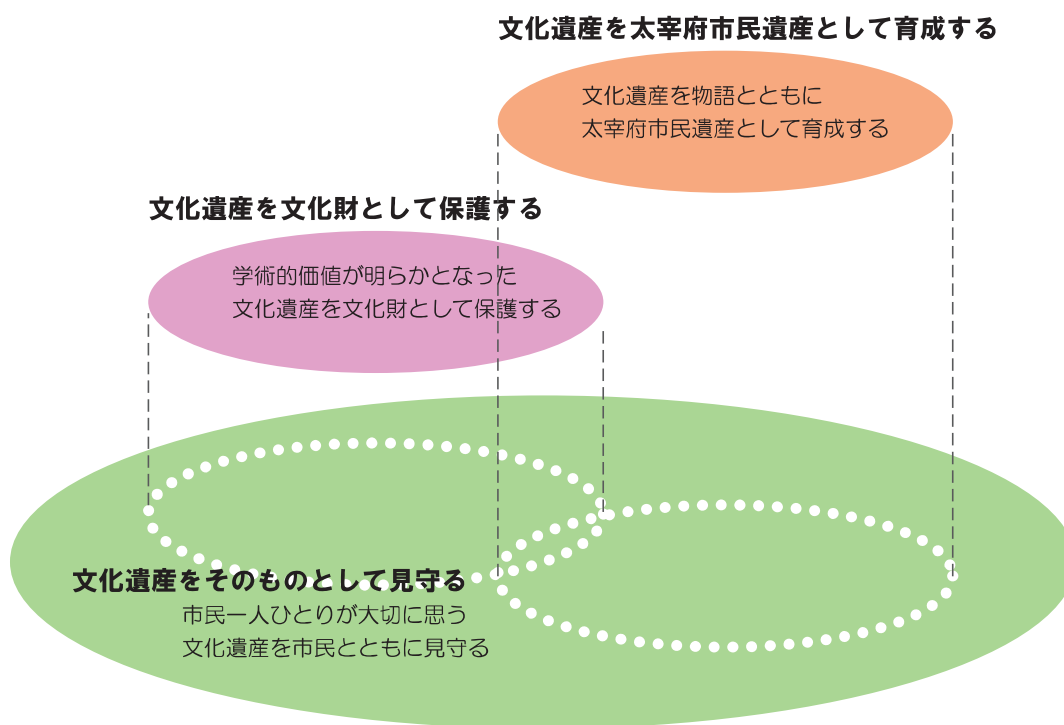 文化遺産を太宰府市民遺産として育成する
文化遺産を物語とともに
太宰府市民遺産として育成する
文化遺産を文化財として保護する
学術的価値が明らかとなった
文化遺産を文化財として保護する
文化遺産をそのものとして見守る
市民一人ひとりが大切に思う
文化遺産を市民とともに見守る